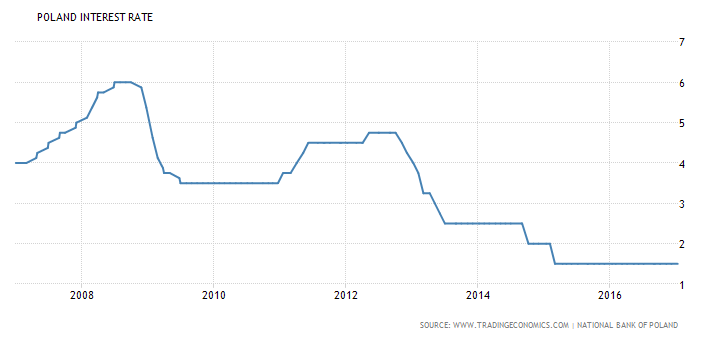 POLAND INTEREST RATE
7
6
5
4
3
2
1
2008 2010 2012 2014 2016
SOURCE: WWW.TRADINGECONOMICS.COM | NATIONAL BANK OF POLAND